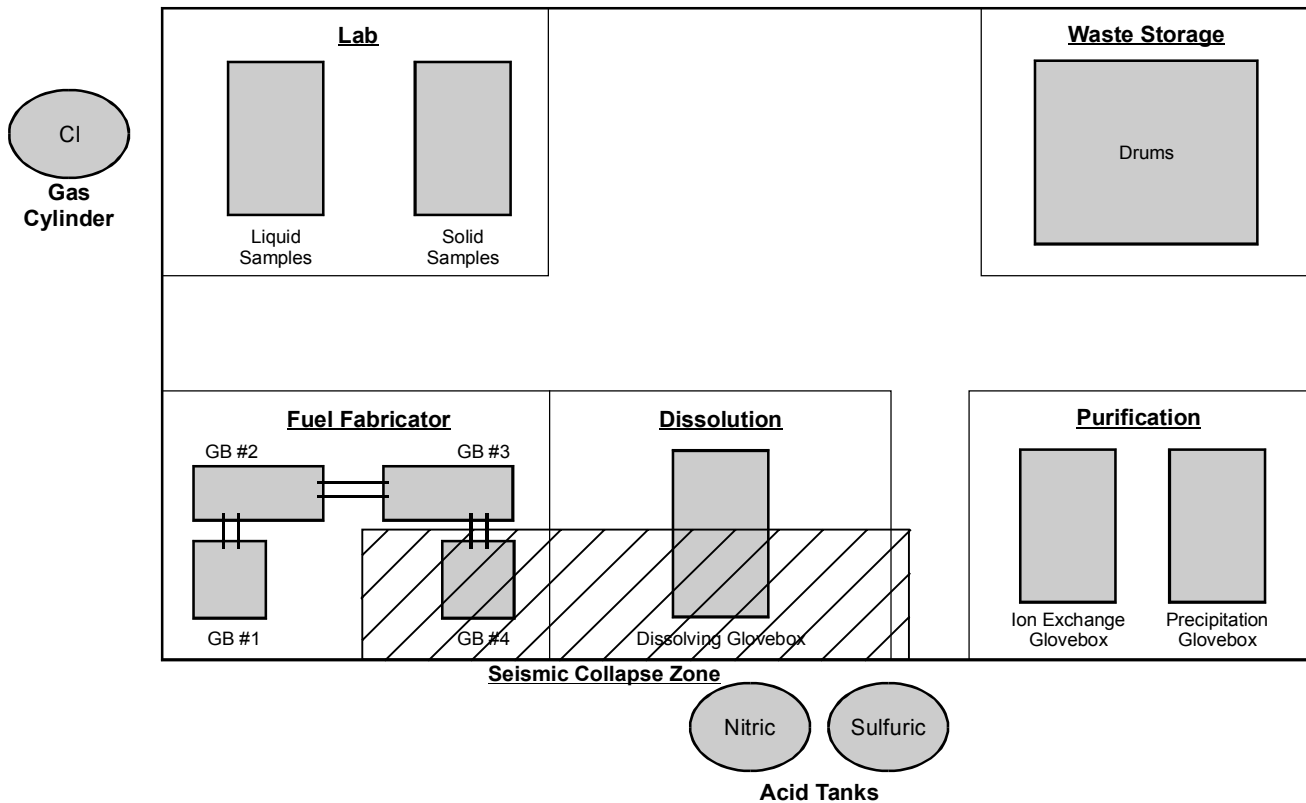 Lab
Waste Storage
Cl
Gas
Cylinder
Drums
Liquid
Samples
Solid
Samples
Fuel Fabricator
Dissolution
Purification
GB #2
GB #3
GB #1
GB #4
Dissolving Glovebox
Ion Exchange
Glovebox
Precipitation
Glovebox
Seismic Collapse Zone
Nitric
Sulfuric
Acid Tanks